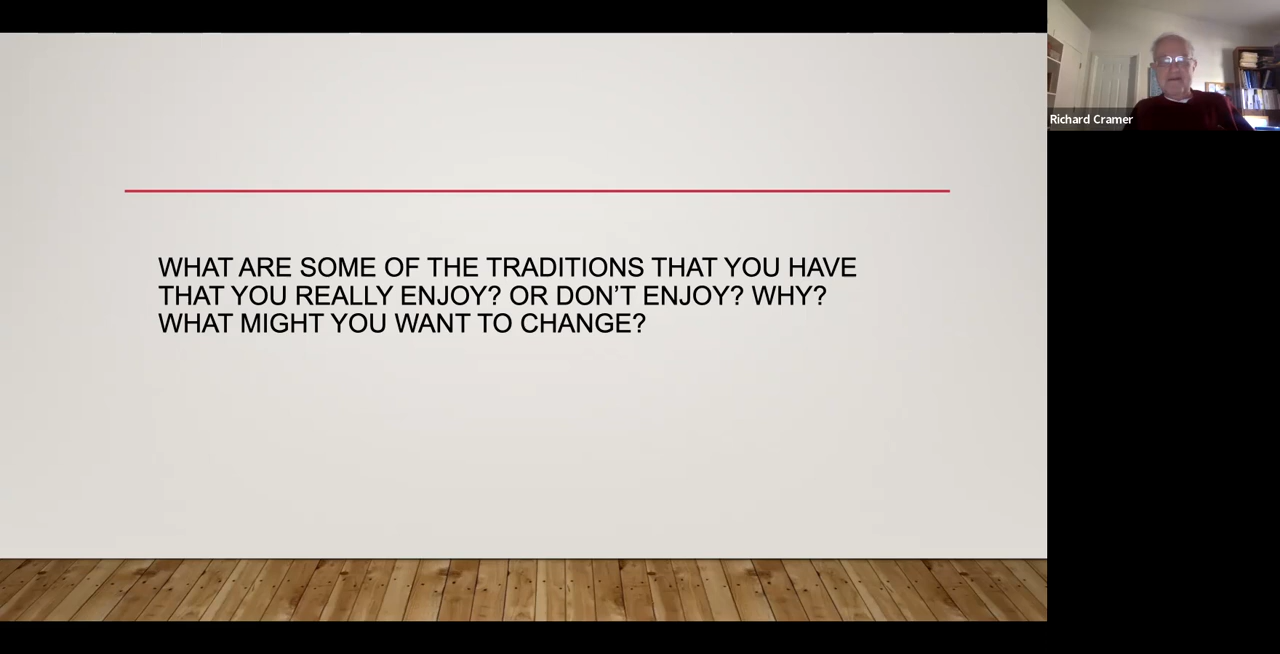 WHAT ARE SOME OF THE TRADITIONS THAT YOU HAVE
THAT YOU REALLY ENJOY? OR DON’T ENJOY? WHY?
WHAT MIGHT YOU WANT TO CHANGE?
Richard Cramer